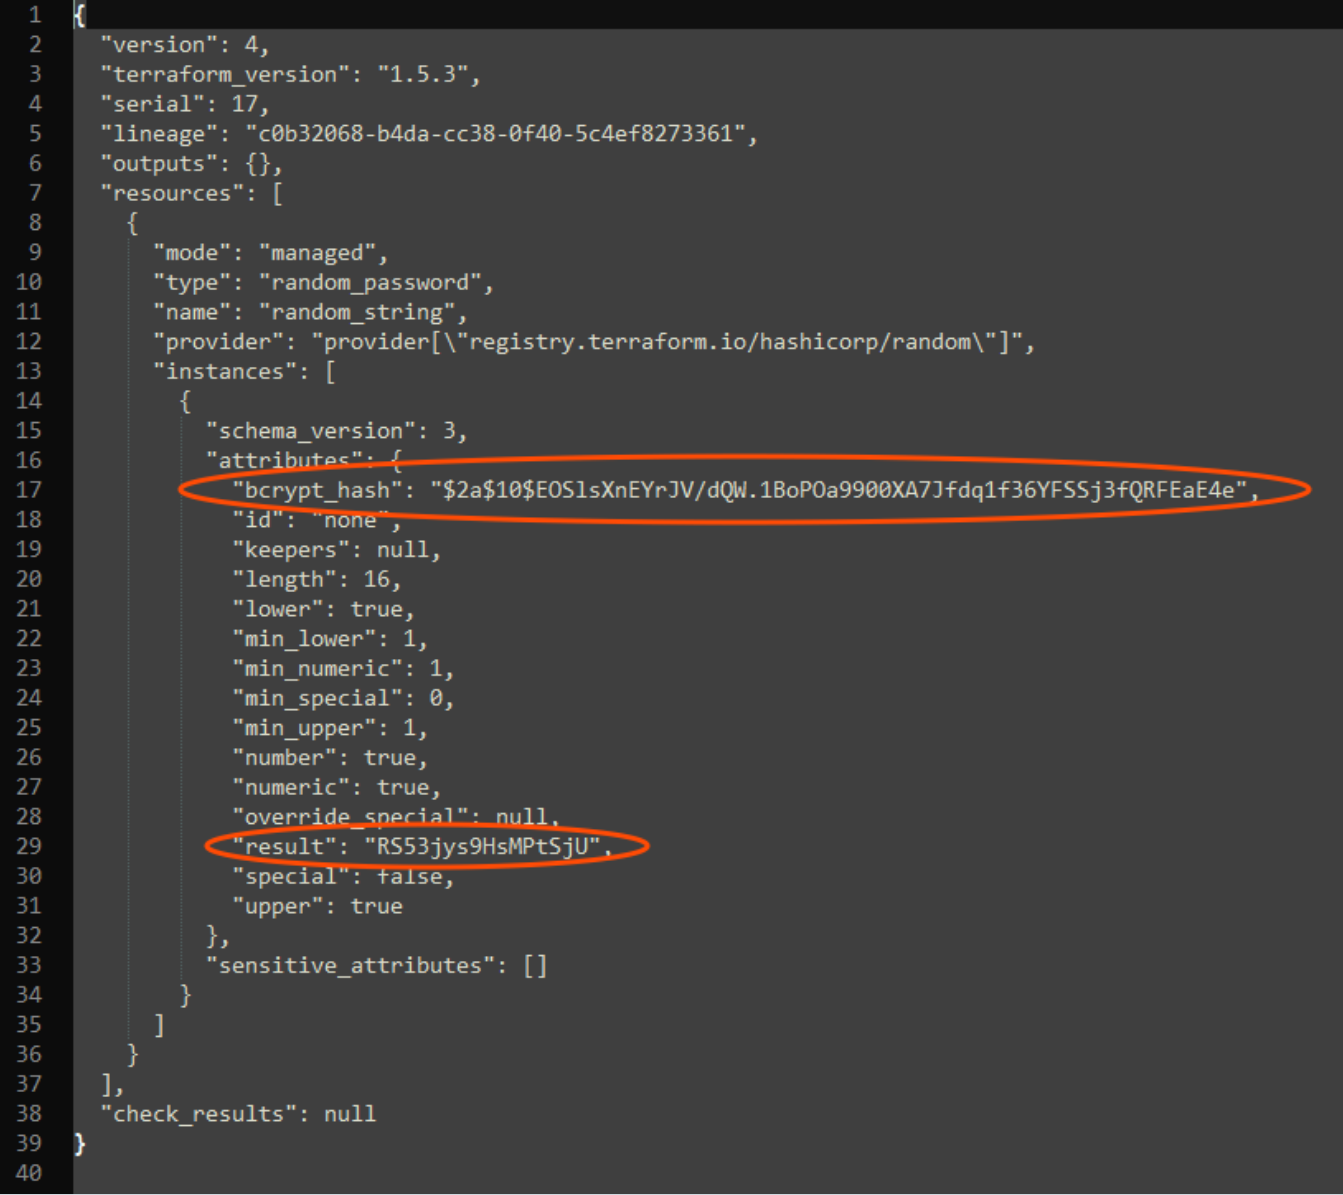 1 {
2   "version": 4,
3   "terraform_version": "1.5.3",
4   "serial": 17,
5   "lineage": "c0b32068-b4da-cc38-0f40-5c4ef8273361",
6   "outputs": {},
7   "resources": [
8     {
9       "mode": "managed",
10       "type": "random_password",
11       "name": "random_string",
12       "provider": "provider[\"registry.terraform.io/hashicorp/random\"]",
13       "instances": [
14         {
15           "schema_version": 3,
16           "attributes": {
17             "bcrypt_hash": "$2a$10$EOSlsXnEYrJV/dQW.1BoPOa9900XA7Jfdq1f36YFSSj3fQRFEaE4e",
18             "id": "none",
19             "keepers": null,
20             "length": 16,
21             "lower": true,
22             "min_lower": 1,
23             "min_numeric": 1,
24             "min_special": 0,
25             "min_upper": 1,
26             "number": true,
27             "numeric": true,
28             "override_special": null,
29             "result": "RS53jys9HsMPtSjU",
30             "special": false,
31             "upper": true
32           },
33           "sensitive_attributes": []
34         }
35       ]
36     }
37   ],
38   "check_results": null
39 }
40